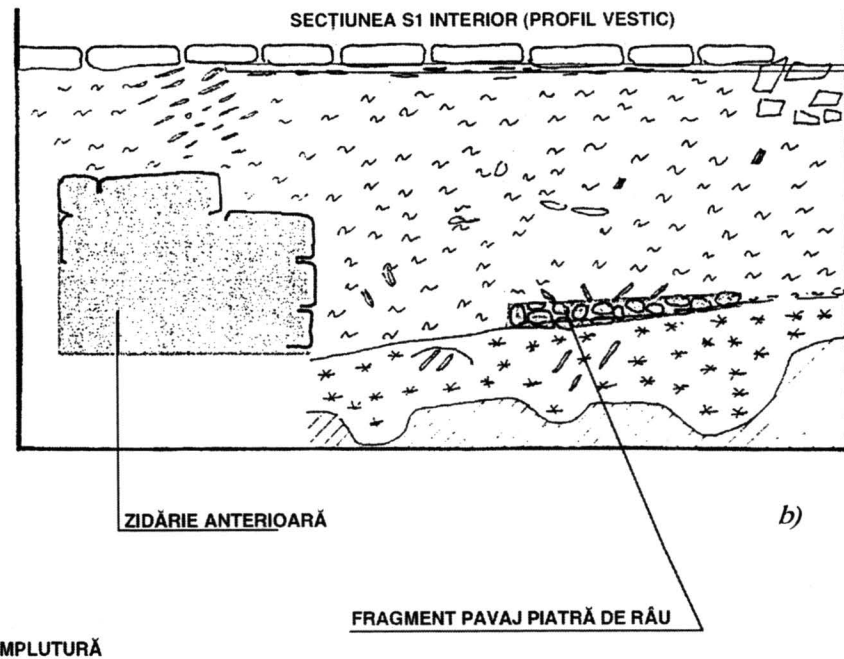 SECȚIUNEA S1 INTERIOR (PROFIL VESTIC)
ZIDĂRIE ANTERIOARĂ
b)
FRAGMENT PAVAJ PIATRĂ DE RÂU
MPLUTURĂ